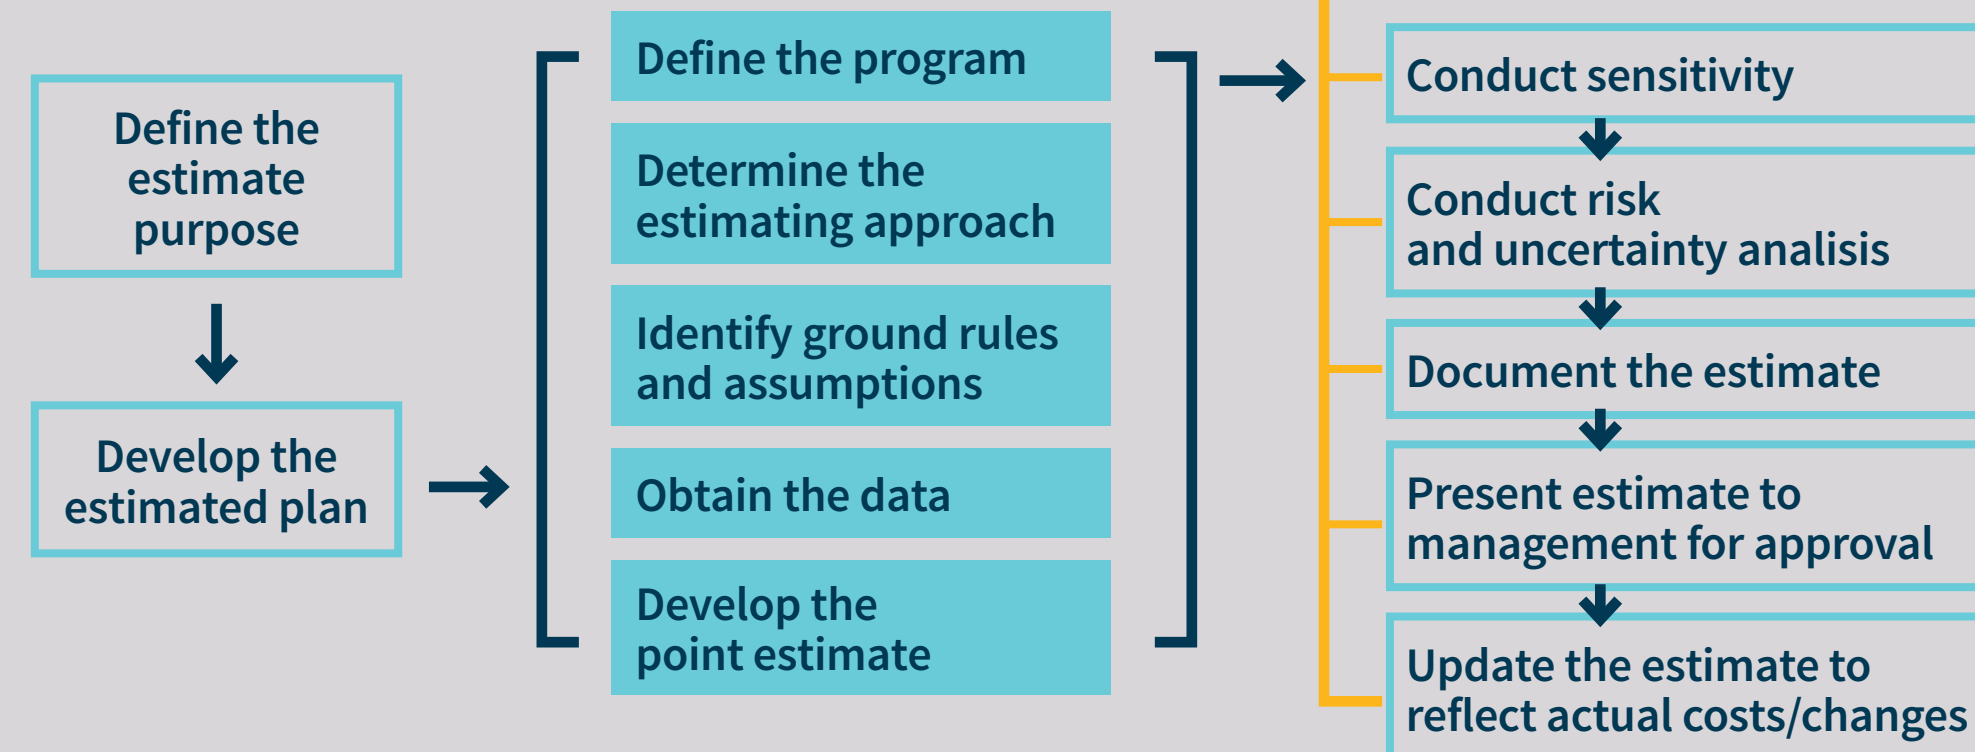 Define the
estimate
purpose
Develop the
estimated plan
Define the program
Determine the
estimating approach
Identify ground rules
and assumptions
Obtain the data
Develop the
point estimate
Conduct sensitivity
Conduct risk
and uncertainty analisis
Document the estimate
Present estimate to
management for approval
Update the estimate to
reflect actual costs/changes